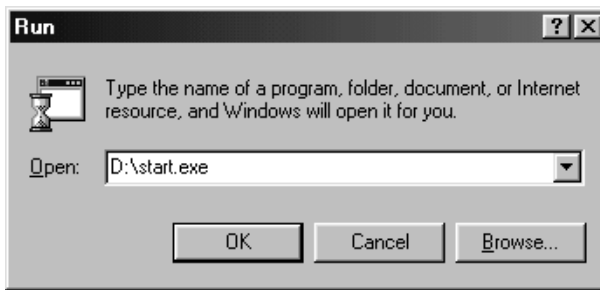 Run
Type the name of a program, folder, document, or Internet
resource, and Windows will open it for you.
Open: D:\start.exe
OK Cancel Browse...